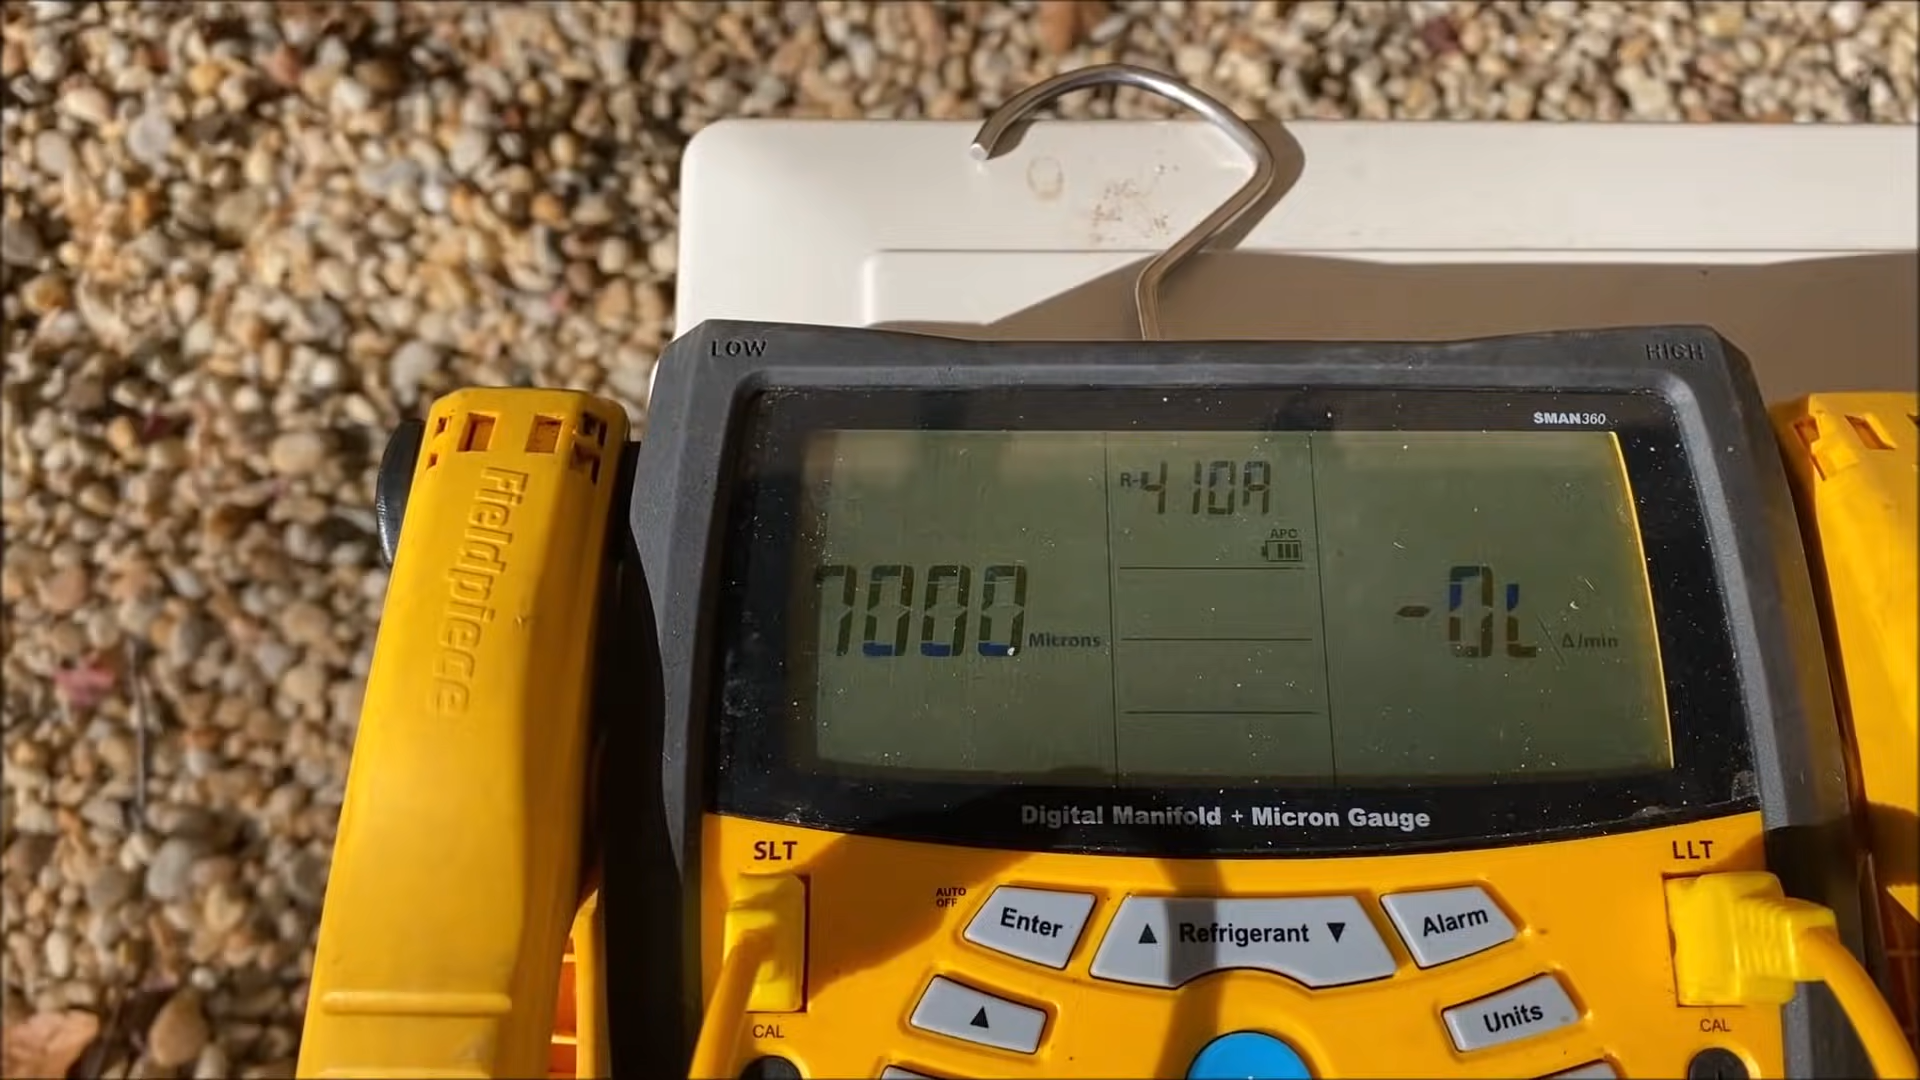 LOW
HIGH
SMAN360
Fieldpiece
R-410A
APO
7000 Microns
-OL Δ/min
Digital Manifold + Micron Gauge
SLT
LLT
AUTO
OFF
Enter
▲ Refrigerant ▼
Alarm
▲
Units
CAL
CAL